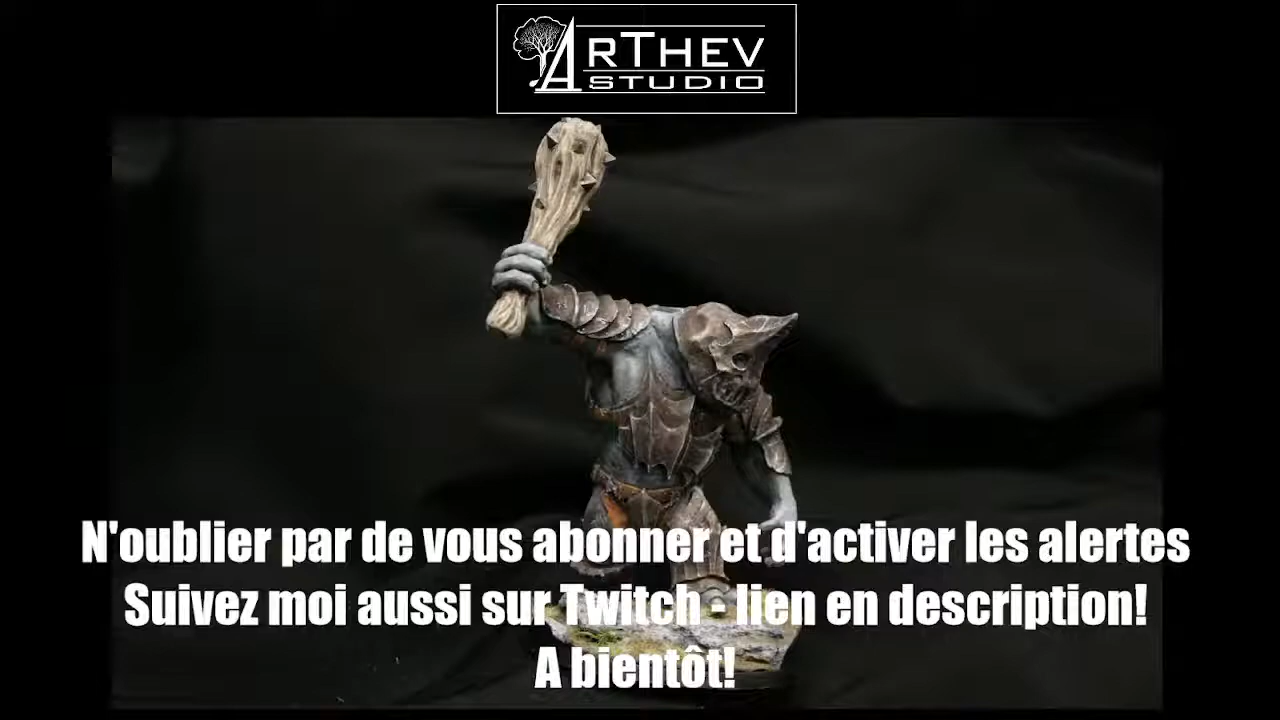 ARTHEV
STUDIO
N'oublier par de vous abonner et d'activer les alertes
Suivez moi aussi sur Twitch - lien en description!
A bientôt!